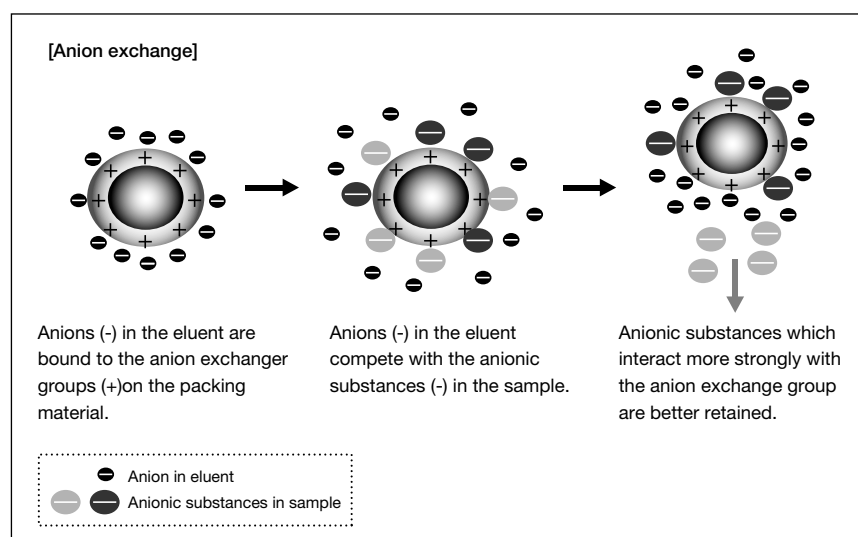 [Anion exchange]
Anions (-) in the eluent are
bound to the anion exchanger
groups (+)on the packing
material.
Anions (-) in the eluent
compete with the anionic
substances (-) in the sample.
Anionic substances which
interact more strongly with
the anion exchange group
are better retained.
Anion in eluent
Anionic substances in sample